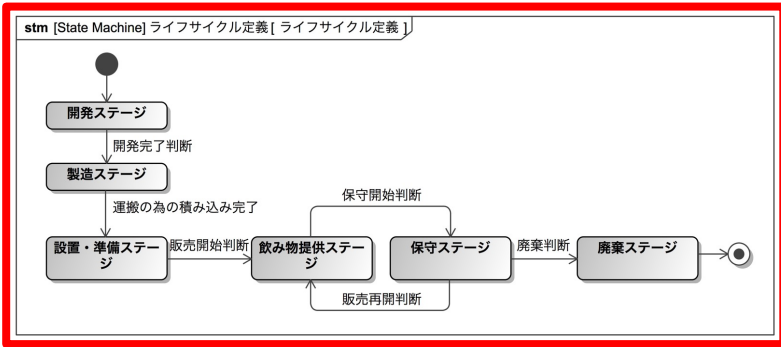 stm [State Machine] ライフサイクル定義 [ ライフサイクル定義 ]
開発ステージ
開発完了判断
製造ステージ
運搬の為の積み込み完了
保守開始判断
設置・準備ステー
ジ
販売開始判断
飲み物提供ステー
ジ
保守ステージ
廃棄判断
廃棄ステージ
販売再開判断